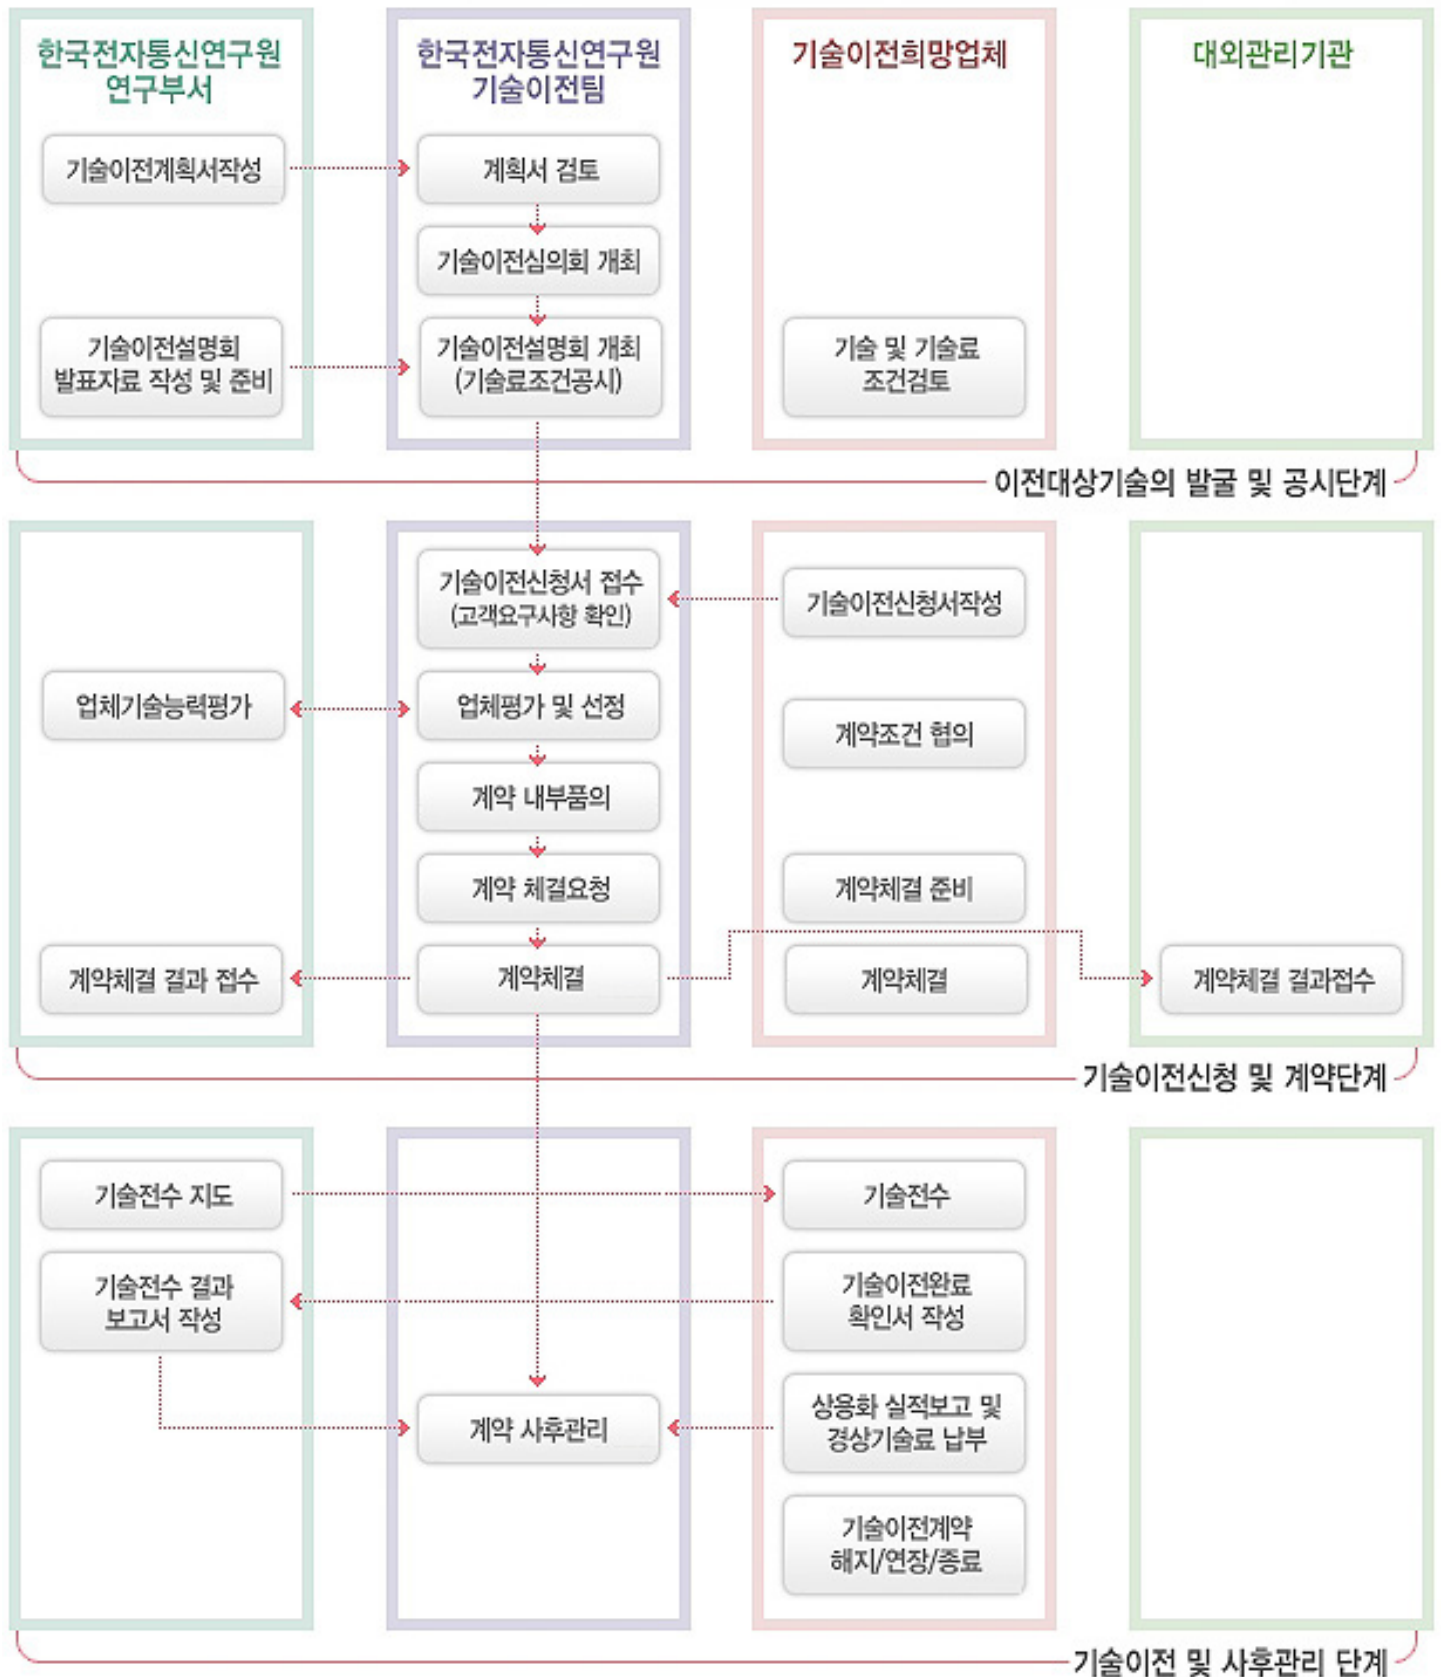 한국전자통신연구원
연구부서
한국전자통신연구원
기술이전팀
기술이전희망업체
대외관리기관
기술이전계획서작성
계획서 검토
기술이전심의회 개최
기술이전설명회
발표자료 작성 및 준비
기술이전설명회 개최
(기술료조건공시)
기술 및 기술료
조건검토
이전대상기술의 발굴 및 공시단계
기술이전신청서 접수
(고객요구사항 확인)
기술이전신청서작성
업체기술능력평가
업체평가 및 선정
계약조건 협의
계약 내부품의
계약 체결요청
계약체결 준비
계약체결 결과 접수
계약체결
계약체결
계약체결 결과접수
기술이전신청 및 계약단계
기술전수 지도
기술전수
기술전수 결과
보고서 작성
기술이전완료
확인서 작성
계약 사후관리
상용화 실적보고 및
경상기술료 납부
기술이전계약
해지/연장/종료
기술이전 및 사후관리 단계